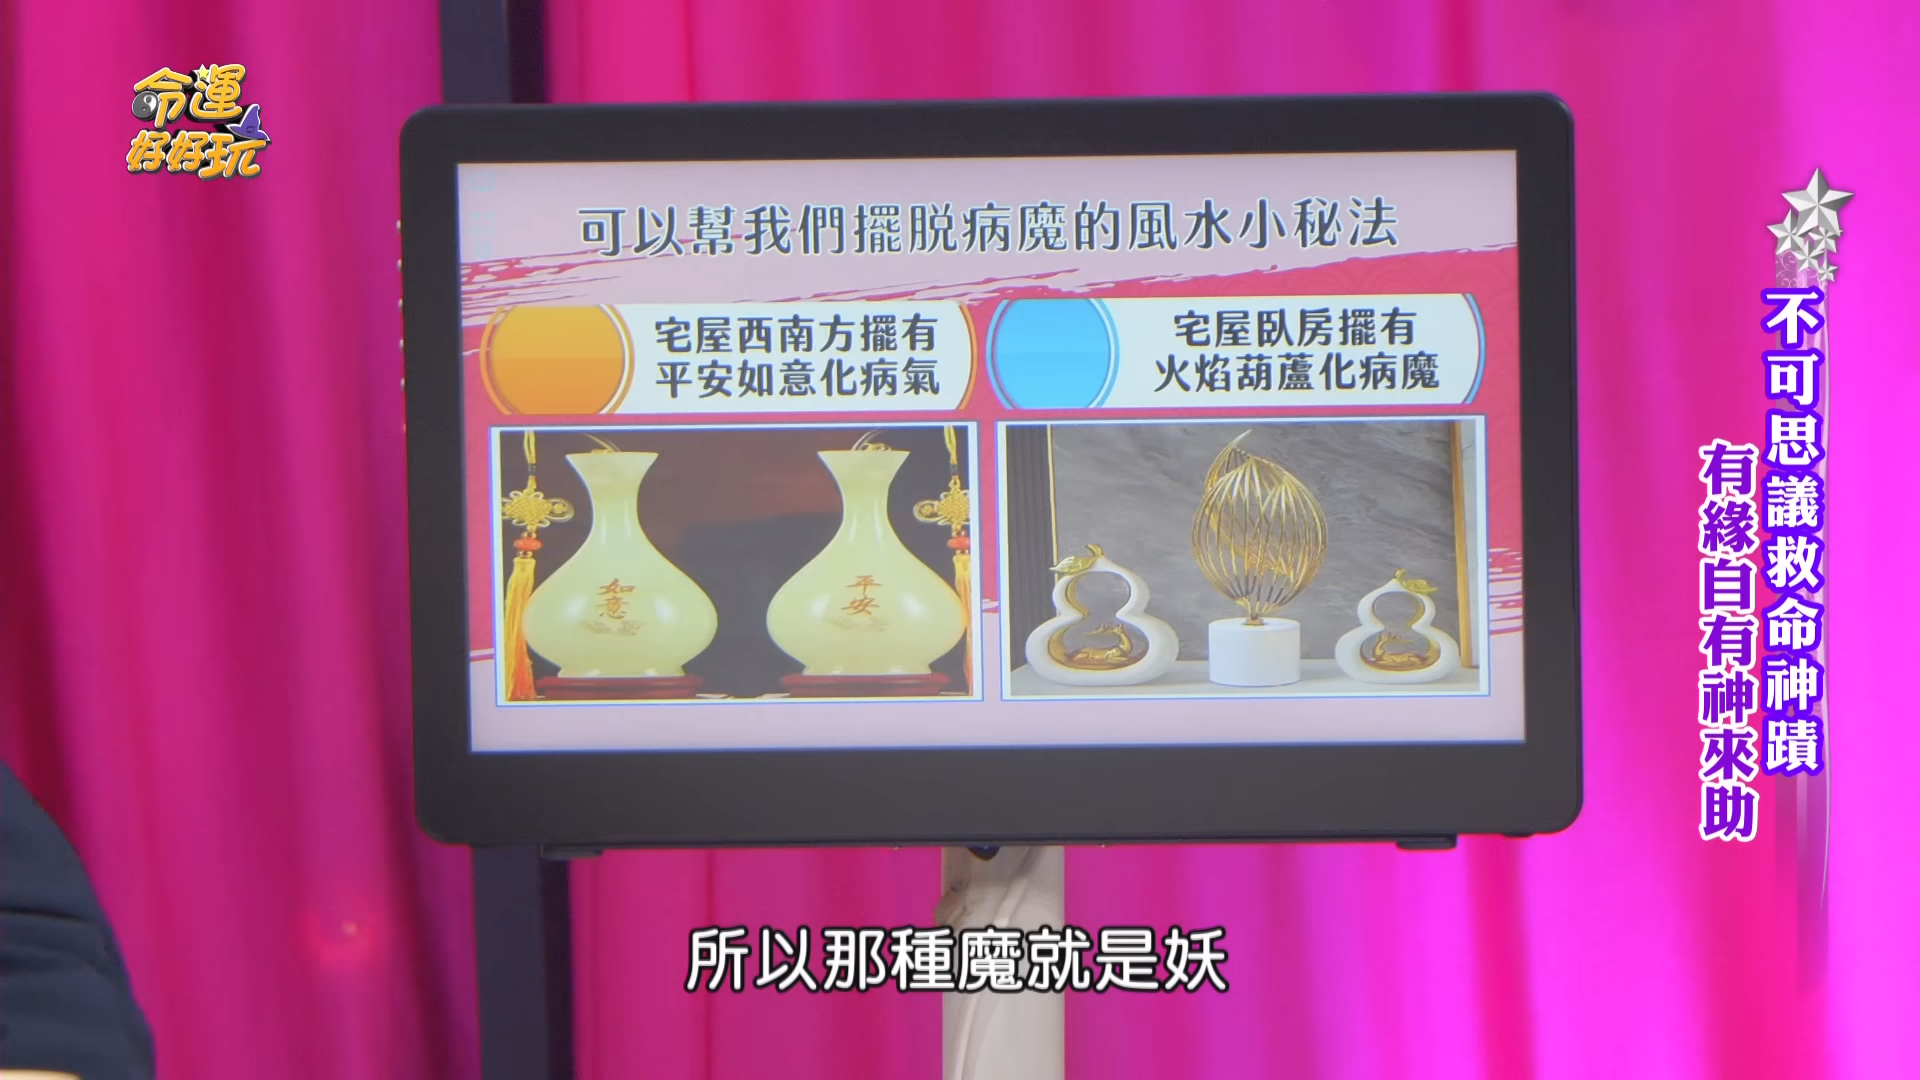 命運
好好玩
可以幫我們擺脫病魔的風水小秘法
宅屋西南方擺有
平安如意化病氣
宅屋臥房擺有
火焰葫蘆化病魔
如意
平安
不可思議救命神蹟
有緣自有神來助
所以那種魔就是妖